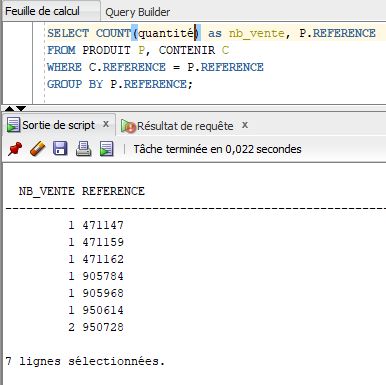 Feuille de calcul Query Builder
SELECT COUNT(quantité) as nb_vente, P.REFERENCE
FROM PRODUIT P, CONTENIR C
WHERE C.REFERENCE = P.REFERENCE
GROUP BY P.REFERENCE;
Sortie de script x Résultat de requête x
Tâche terminée en 0,022 secondes
NB_VENTE REFERENCE
---------- ----------------------------------------
1 471147
1 471159
1 471162
1 905784
1 905968
1 950614
2 950728
7 lignes sélectionnées.